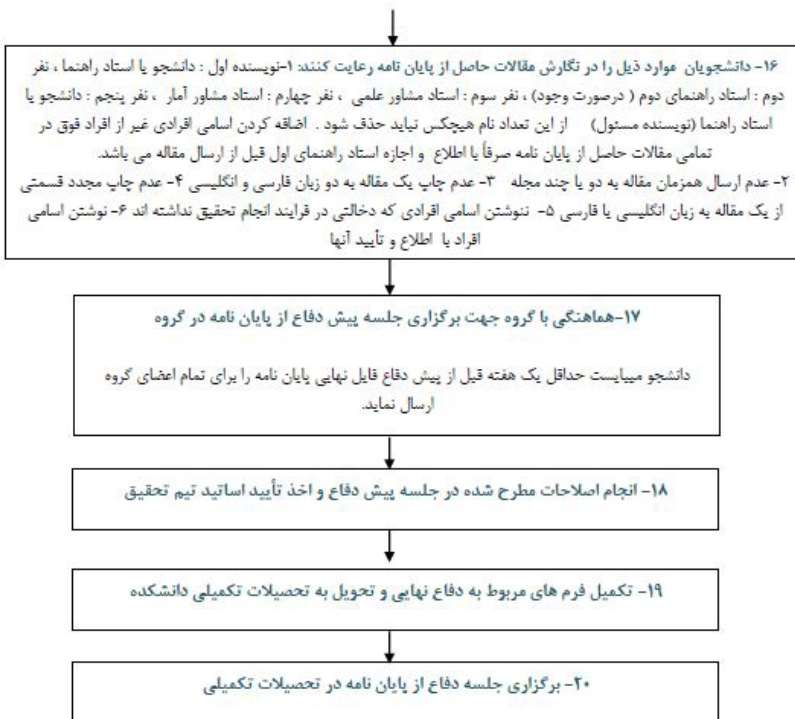 ۱۶- دانشجویان موارد ذیل را در نگارش مقالات حاصل از پایان نامه رعایت کنند: ۱-نویسنده اول : دانشجو یا استاد راهنما ، نفر
دوم : استاد راهنمای دوم ( درصورت وجود) ، نفر سوم : استاد مشاور علمی ، نفر چهارم : استاد مشاور آمار ، نفر پنجم : دانشجو یا
استاد راهنما (نویسنده مسئول) از این تعداد نام هیچکس نباید حذف شود . اضافه کردن اسامی افرادی غیر از افراد فوق در
تمامی مقالات حاصل از پایان نامه صرفاً با اطلاع و اجازه استاد راهنمای اول قبل از ارسال مقاله می باشد.
۲- عدم ارسال همزمان مقاله به دو یا چند مجله ۳- عدم چاپ یک مقاله به دو زبان فارسی و انگلیسی ۴- عدم چاپ مجدد قسمتی
از یک مقاله به زبان انگلیسی یا فارسی ۵- ننوشتن اسامی افرادی که دخالتی در فرایند انجام تحقیق نداشته اند ۶- نوشتن اسامی
افراد با اطلاع و تأیید آنها
۱۷-هماهنگی با گروه جهت برگزاری جلسه پیش دفاع از پایان نامه در گروه
دانشجو میبایست حداقل یک هفته قبل از پیش دفاع فایل نهایی پایان نامه را برای تمام اعضای گروه
ارسال نماید.
۱۸- انجام اصلاحات مطرح شده در جلسه پیش دفاع و اخذ تأیید اساتید تیم تحقیق
۱۹- تکمیل فرم های مربوط به دفاع نهایی و تحویل به تحصیلات تکمیلی دانشکده
۲۰- برگزاری جلسه دفاع از پایان نامه در تحصیلات تکمیلی